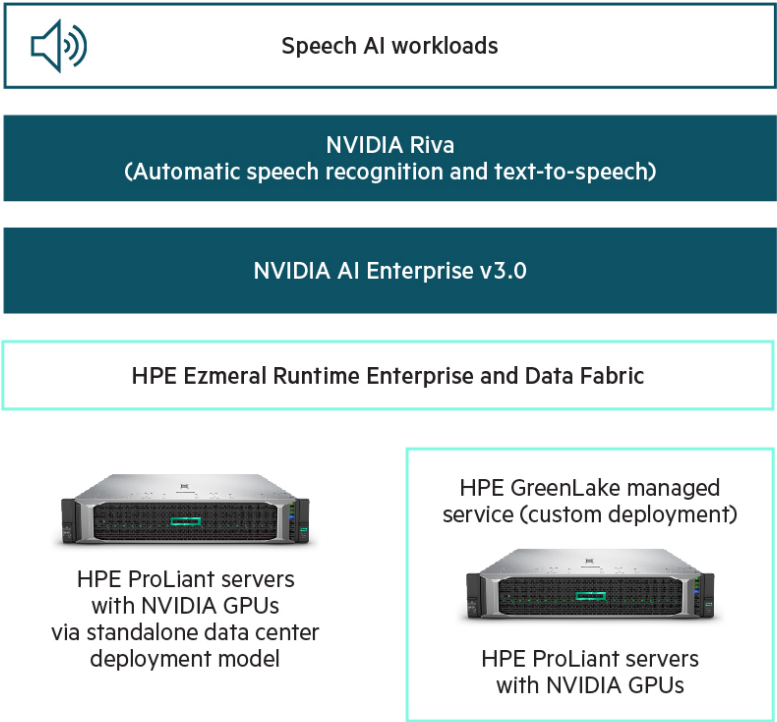 Speech AI workloads
NVIDIA Riva
(Automatic speech recognition and text-to-speech)
NVIDIA AI Enterprise v3.0
HPE Ezmeral Runtime Enterprise and Data Fabric
HPE ProLiant servers
with NVIDIA GPUs
via standalone data center
deployment model
HPE GreenLake managed
service (custom deployment)
HPE ProLiant servers
with NVIDIA GPUs